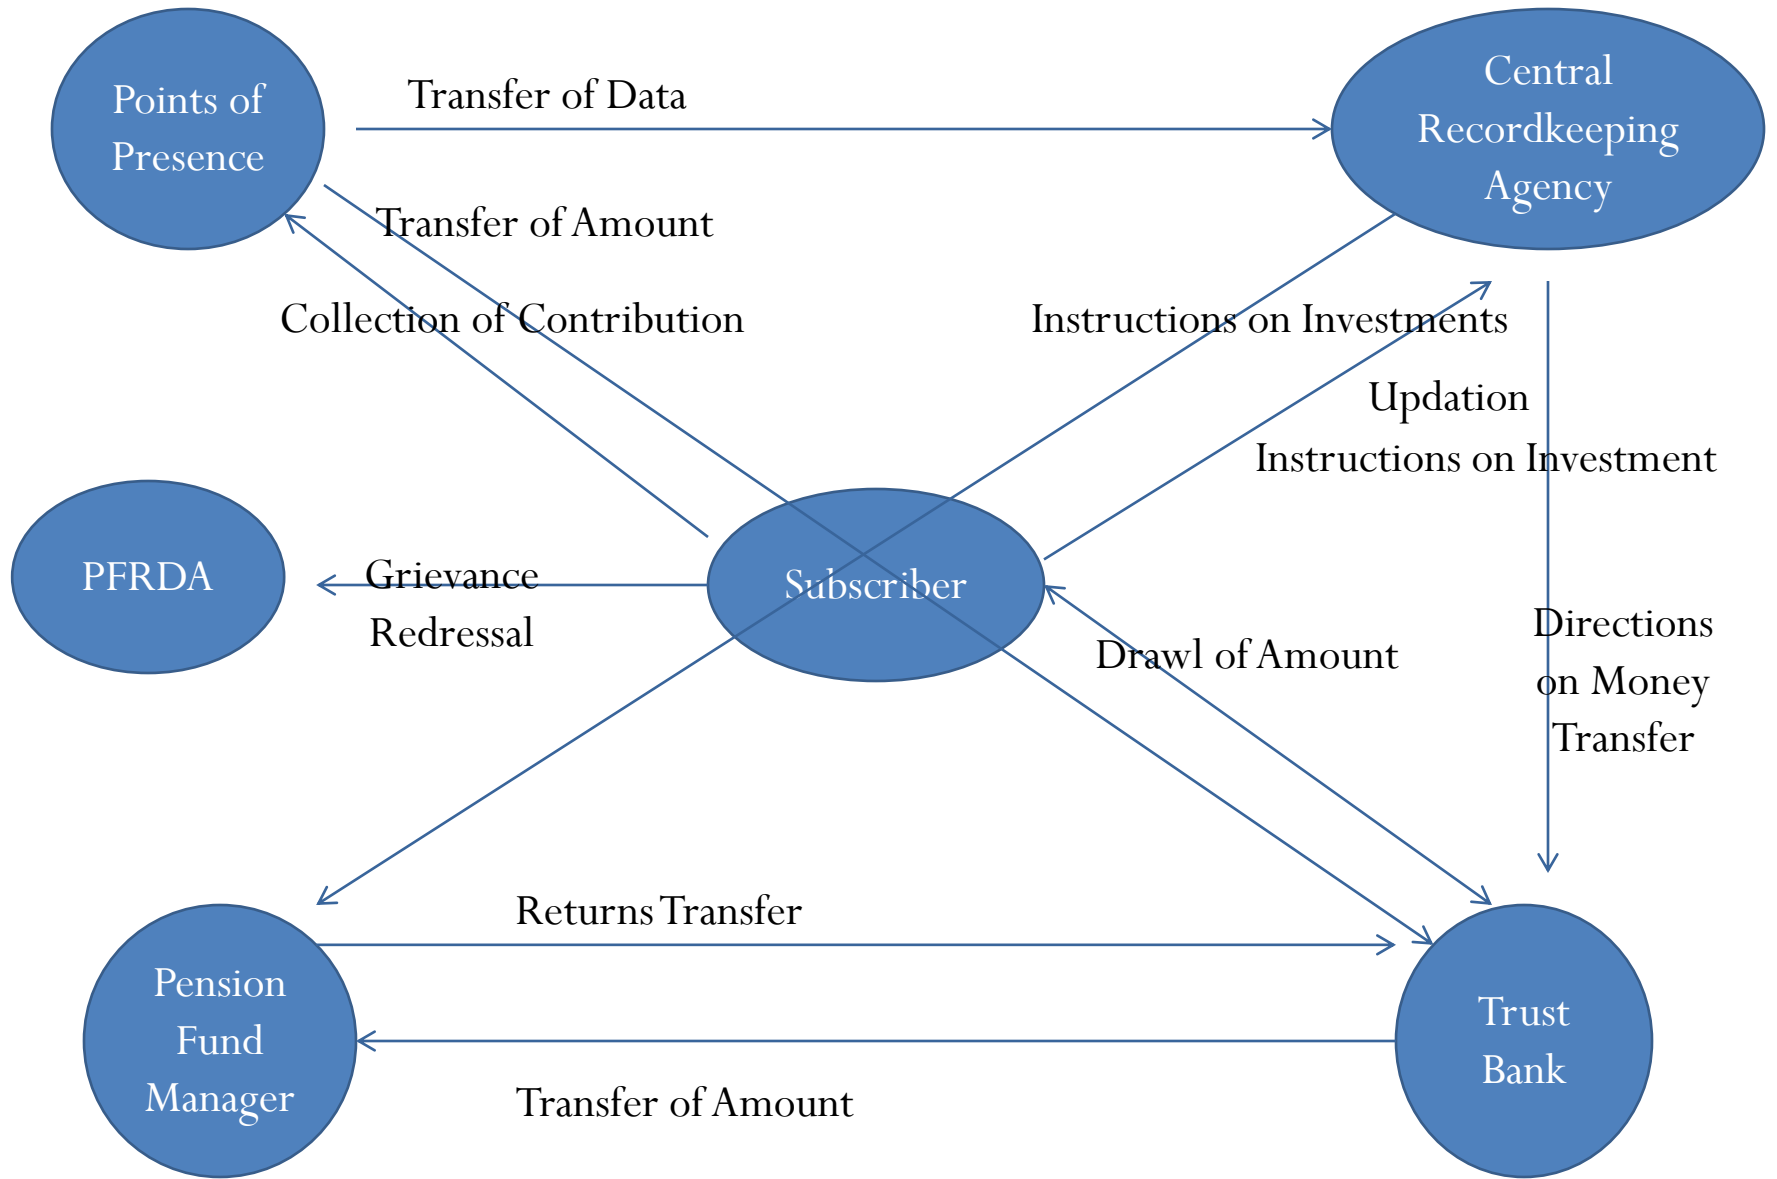 Points of
Presence
Transfer of Data
Central
Recordkeeping
Agency
Transfer of Amount
Collection of Contribution
Instructions on Investments
Updation
Instructions on Investment
PFRDA
Grievance
Redressal
Subscriber
Drawl of Amount
Directions
on Money
Transfer
Returns Transfer
Pension
Fund
Manager
Trust
Bank
Transfer of Amount